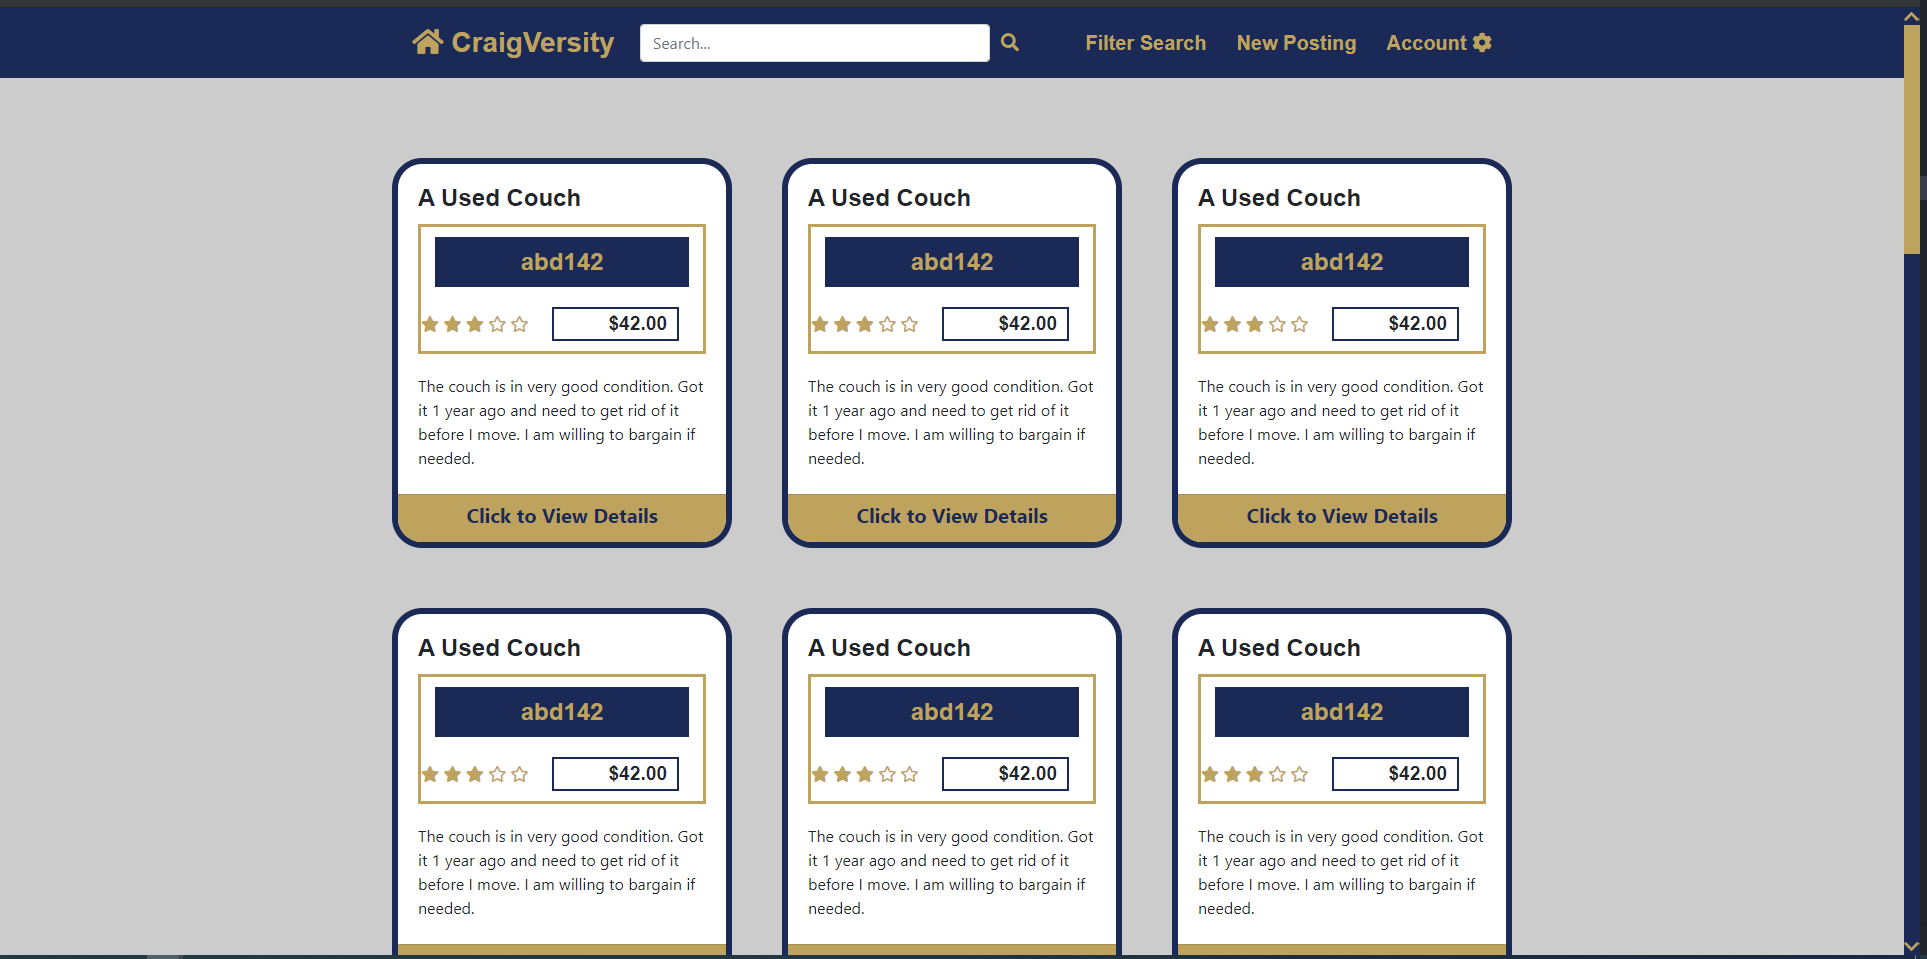 CraigVersity Search... Filter Search New Posting Account
A Used Couch A Used Couch A Used Couch
abd142 abd142 abd142
$42.00 $42.00 $42.00
The couch is in very good condition. Got The couch is in very good condition. Got The couch is in very good condition. Got
it 1 year ago and need to get rid of it it 1 year ago and need to get rid of it it 1 year ago and need to get rid of it
before I move. I am willing to bargain if before I move. I am willing to bargain if before I move. I am willing to bargain if
needed. needed. needed.
Click to View Details Click to View Details Click to View Details
A Used Couch A Used Couch A Used Couch
abd142 abd142 abd142
$42.00 $42.00 $42.00
The couch is in very good condition. Got The couch is in very good condition. Got The couch is in very good condition. Got
it 1 year ago and need to get rid of it it 1 year ago and need to get rid of it it 1 year ago and need to get rid of it
before I move. I am willing to bargain if before I move. I am willing to bargain if before I move. I am willing to bargain if
needed. needed. needed.